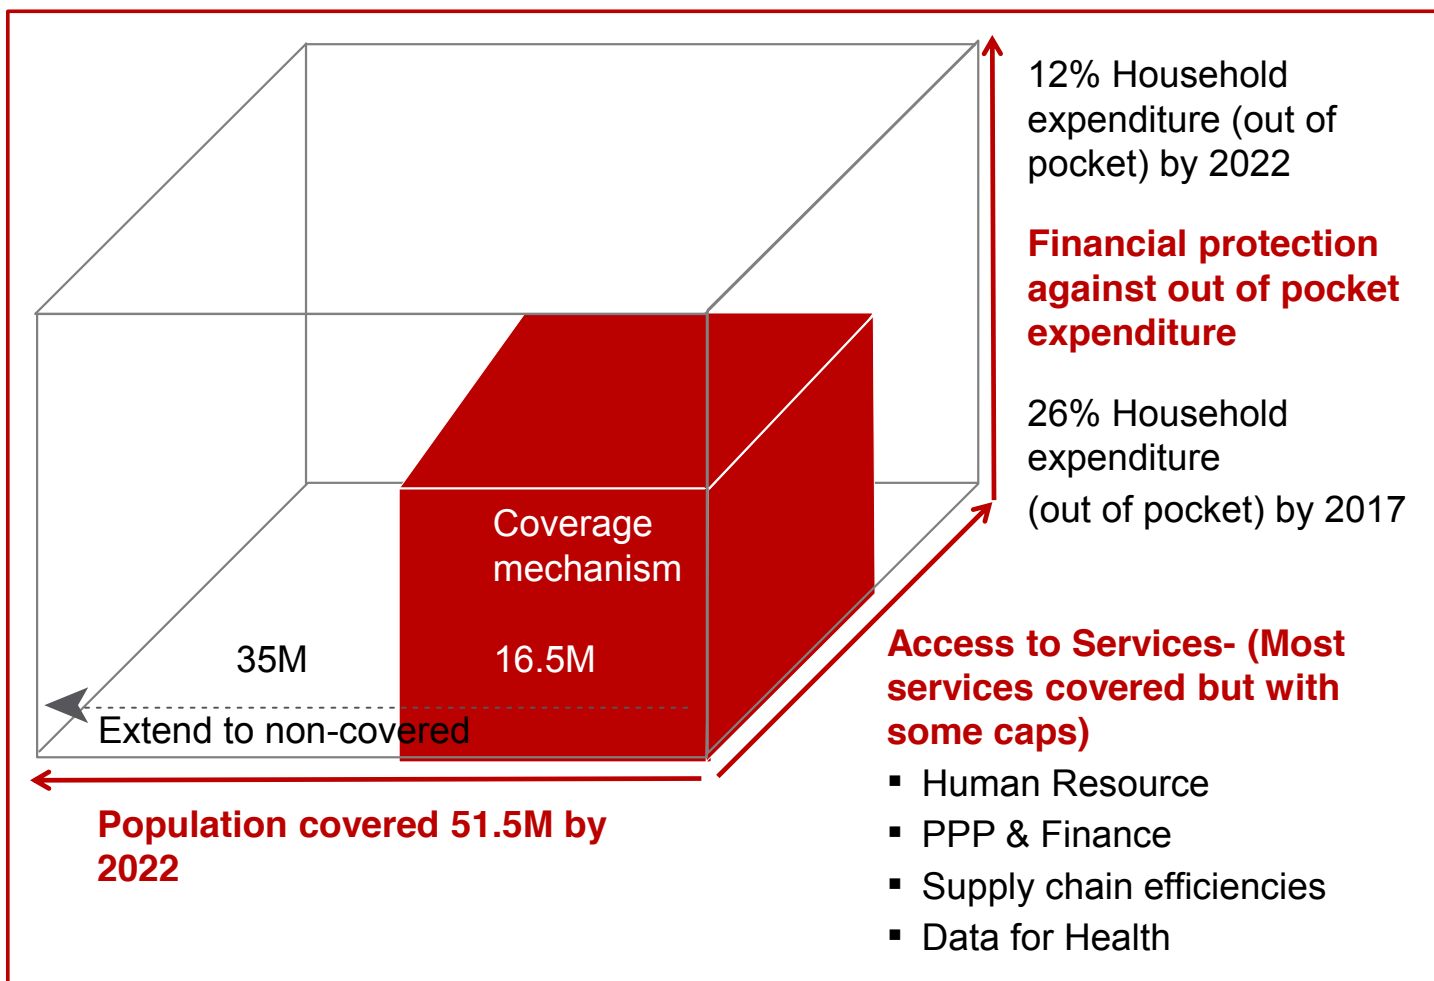 12% Household
expenditure (out of
pocket) by 2022
Financial protection
against out of pocket
expenditure
26% Household
expenditure
(out of pocket) by 2017
Coverage
mechanism
35M
16.5M
Extend to non-covered
Population covered 51.5M by
2022
Access to Services- (Most
services covered but with
some caps)
▪ Human Resource
▪ PPP & Finance
▪ Supply chain efficiencies
▪ Data for Health